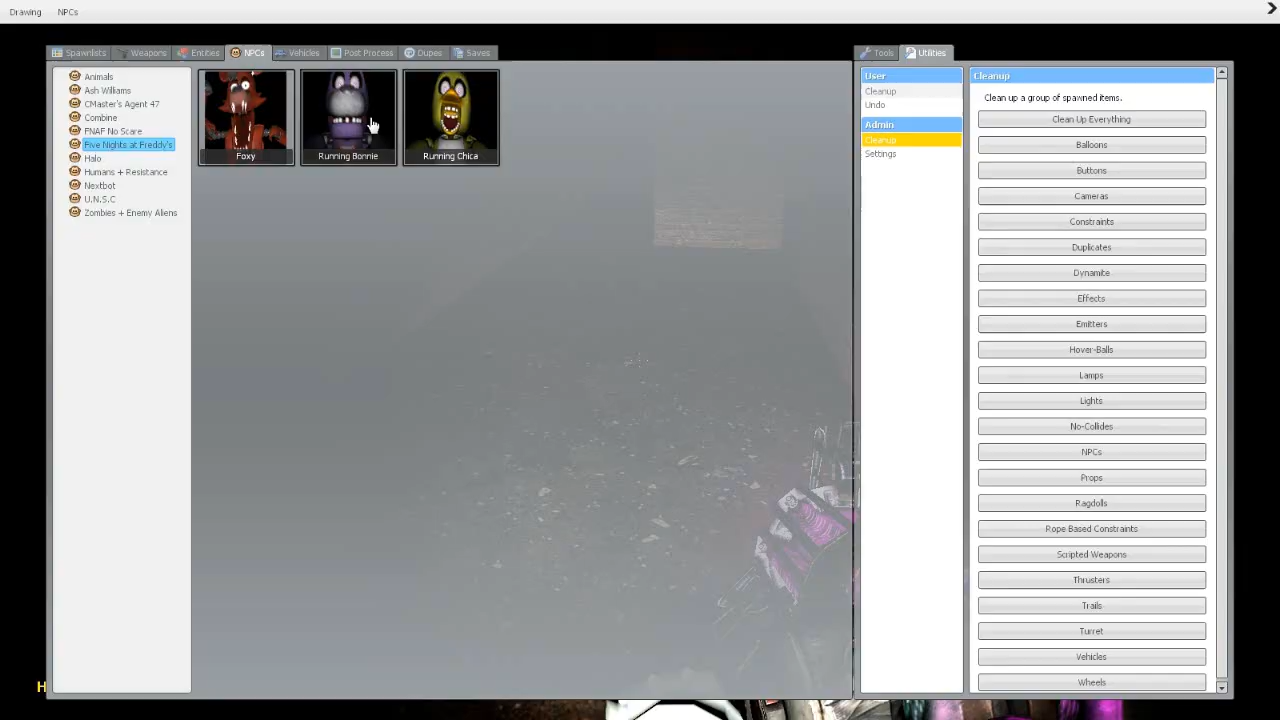 Drawing NPCs
Spawnlists Weapons Entities NPCs Vehicles Post Process Dupes Saves
Animals
Ash Williams
CMaster's Agent 47
Combine
FNAF No Scare
Five Nights at Freddy's
Halo
Humans + Resistance
Nextbot
U.N.S.C
Zombies + Enemy Aliens
Foxy
Running Bonnie
Running Chica
Tools Utilities
User
Cleanup
Undo
Admin
Cleanup
Settings
Cleanup
Clean up a group of spawned items.
Clean Up Everything
Balloons
Buttons
Cameras
Constraints
Duplicates
Dynamite
Effects
Emitters
Hover-Balls
Lamps
Lights
No-Collides
NPCs
Props
Ragdolls
Rope Based Constraints
Scripted Weapons
Thrusters
Trails
Turret
Vehicles
Wheels
H